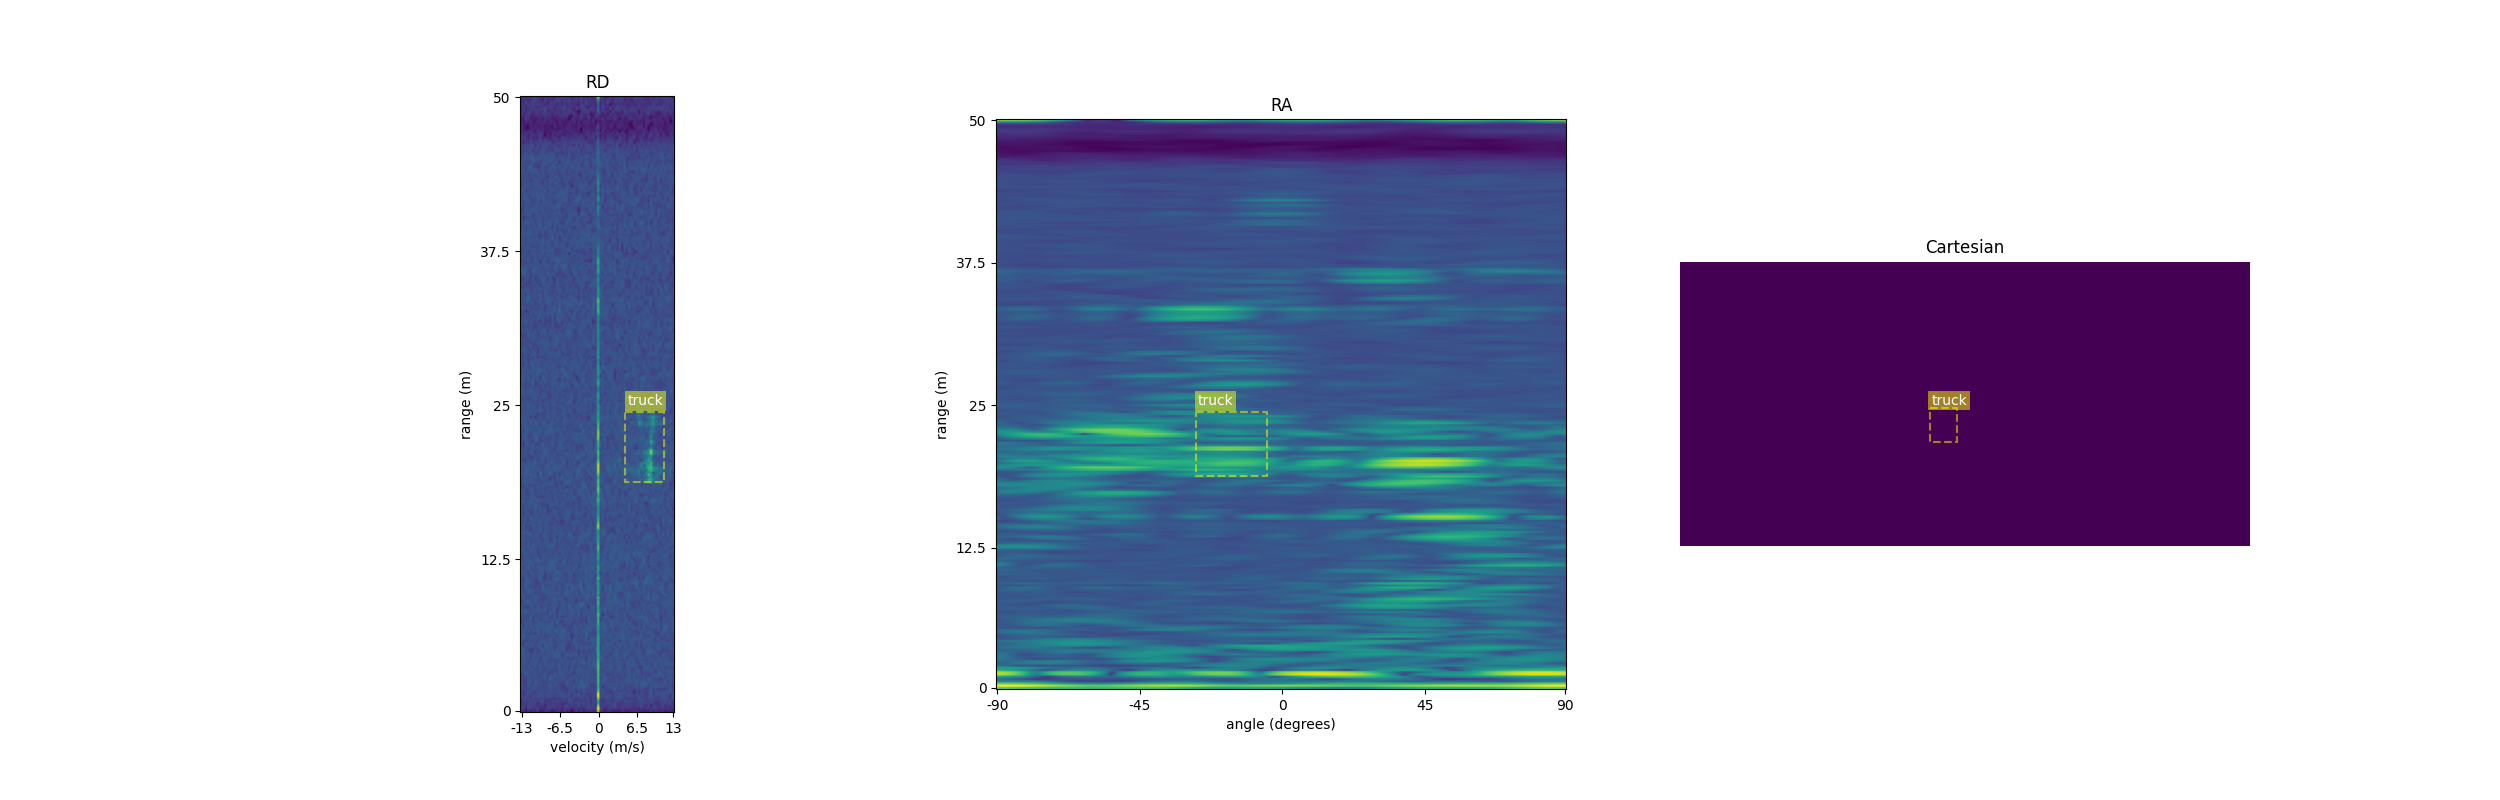 RD
50
37.5
25
12.5
0
range (m)
truck
-13 -6.5 0 6.5 13
velocity (m/s)
RA
50
37.5
25
12.5
0
range (m)
truck
-90 -45 0 45 90
angle (degrees)
Cartesian
truck